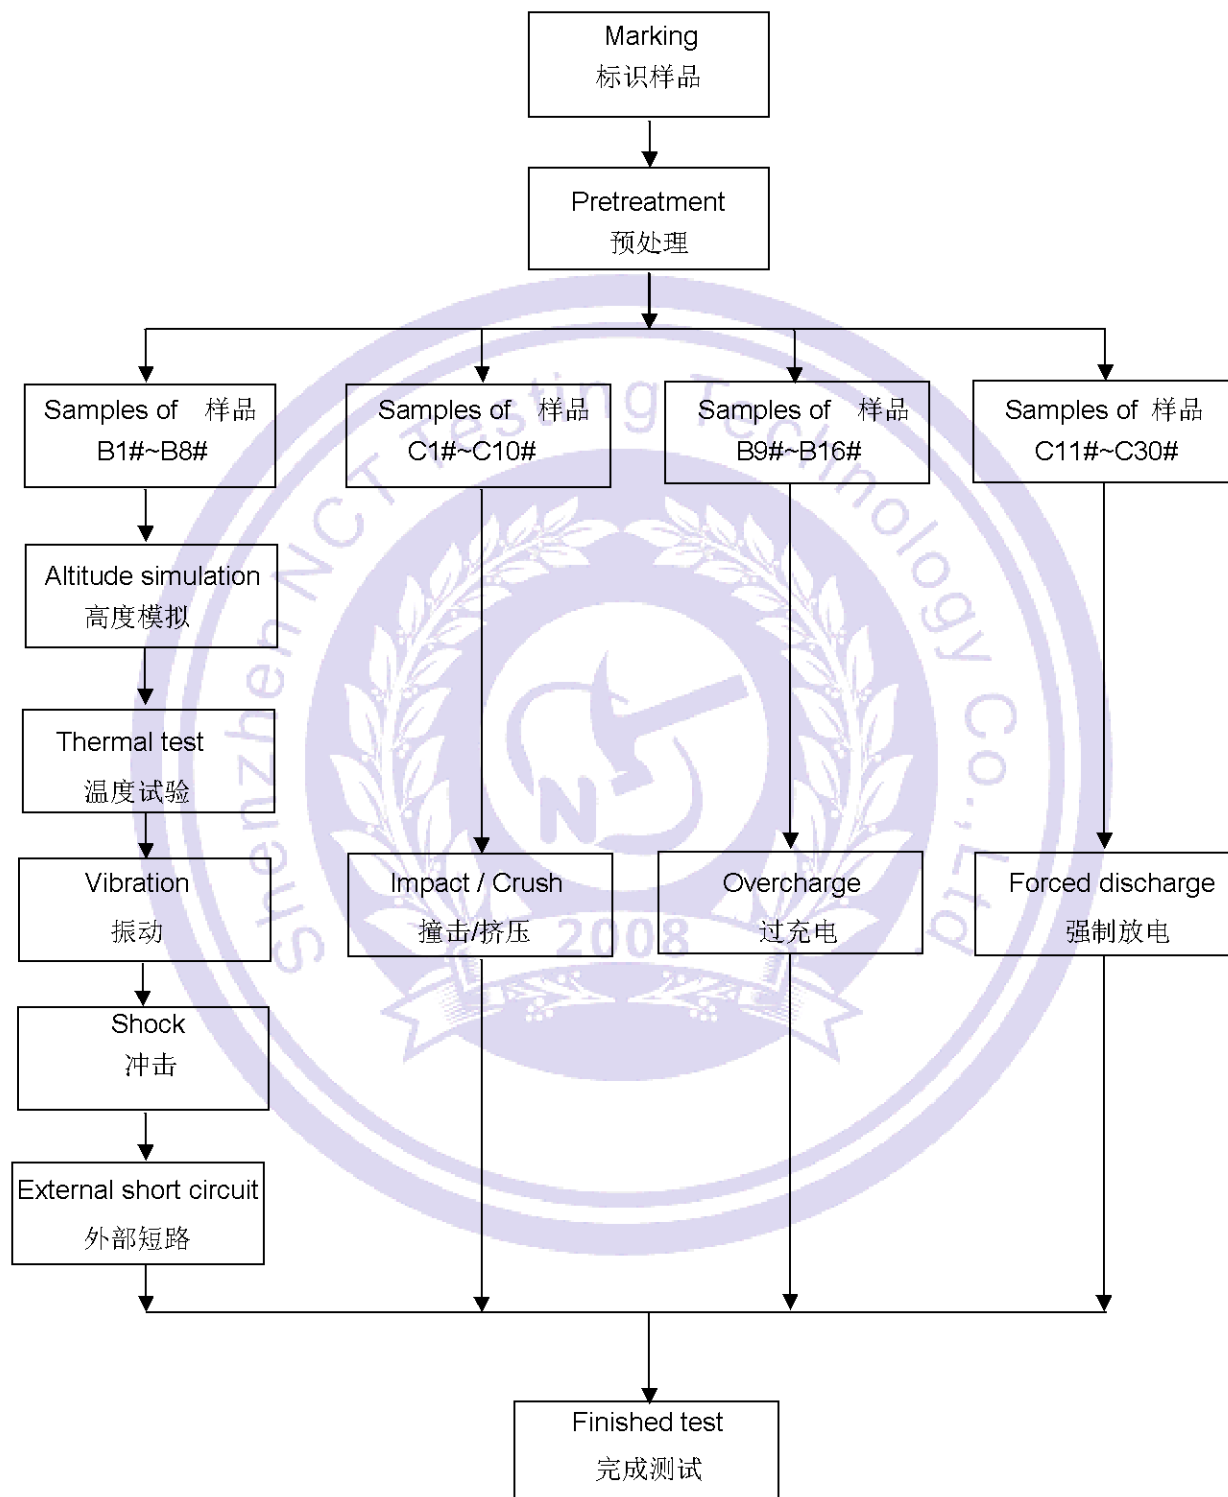 Marking
标识样品
Pretreatment
预处理
Samples of 样品
B1#~B8#
Samples of 样品
C1#~C10#
Samples of 样品
B9#~B16#
Samples of 样品
C11#~C30#
Altitude simulation
高度模拟
Thermal test
温度试验
Vibration
振动
Impact / Crush
撞击/挤压
Overcharge
过充电
Forced discharge
强制放电
Shock
冲击
External short circuit
外部短路
Finished test
完成测试
Shenzhen NCT Testing Technology Co.,Ltd
N
2008